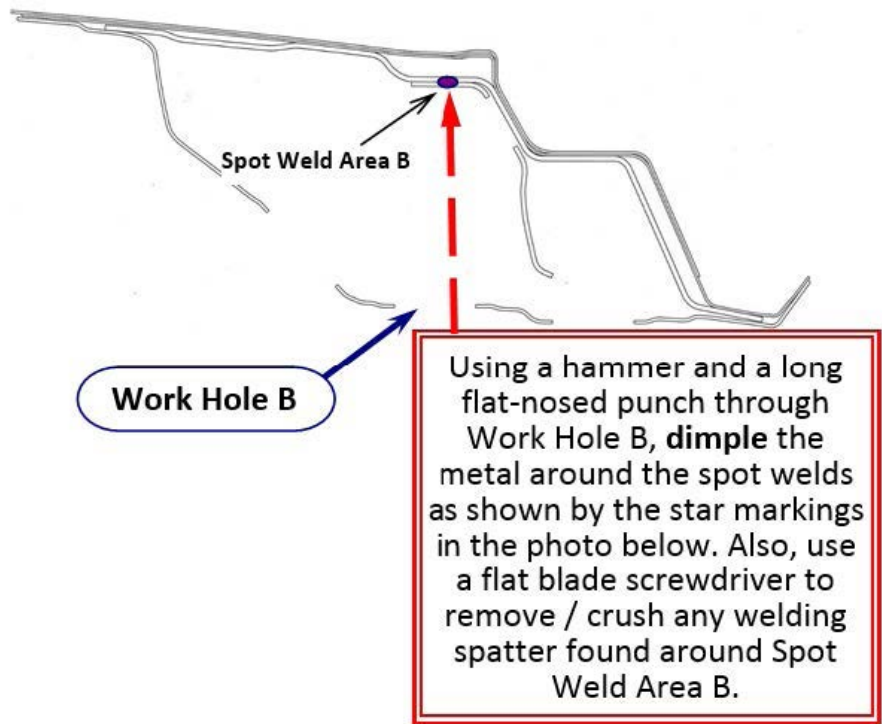 Spot Weld Area B
Work Hole B
Using a hammer and a long
flat-nosed punch through
Work Hole B, dimple the
metal around the spot welds
as shown by the star markings
in the photo below. Also, use
a flat blade screwdriver to
remove / crush any welding
spatter found around Spot
Weld Area B.